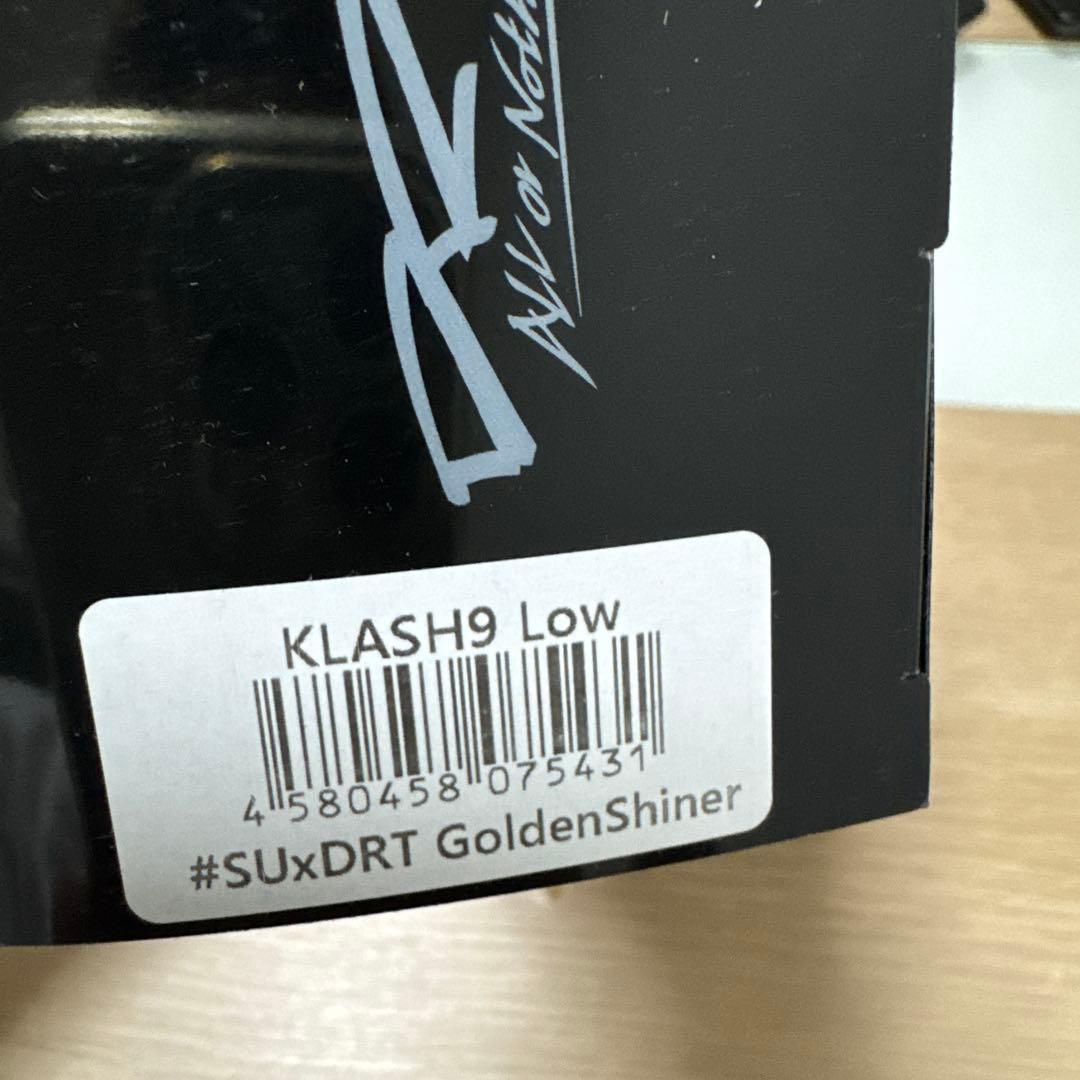 All or Noth
KLASH9 Low
4 580458 075431
#SUxDRT GoldenShiner